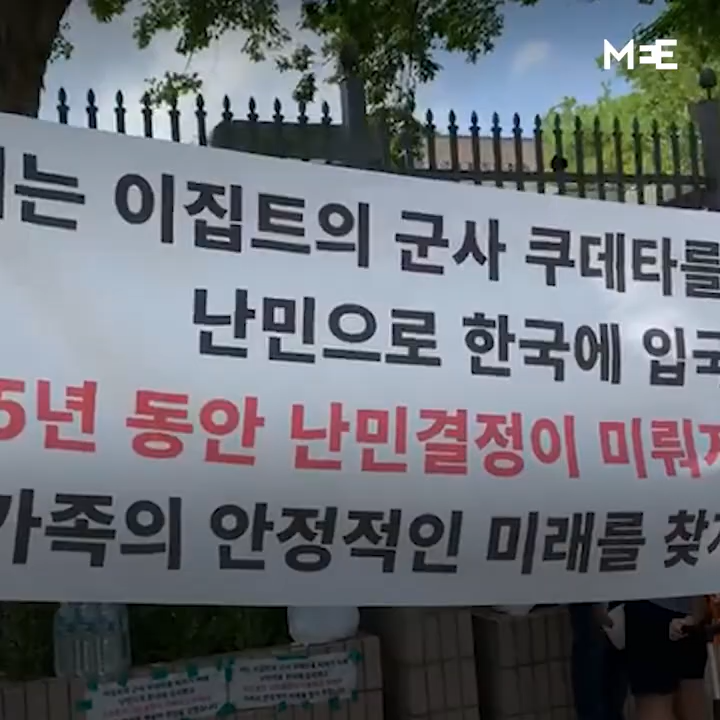 MEE
는 이집트의 군사 쿠데타를
난민으로 한국에 입국
5년 동안 난민결정이 미뤄져
가족의 안정적인 미래를 찾